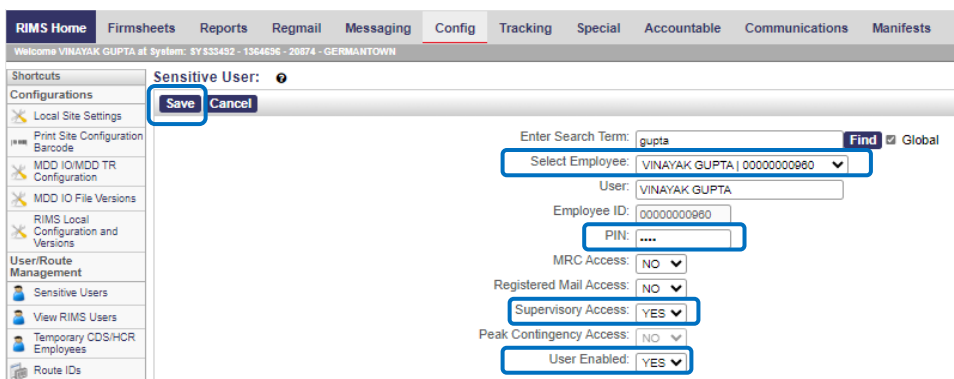 RIMS Home Firmsheets Reports Regmail Messaging Config Tracking Special Accountable Communications Manifests
Welcome VINAYAK GUPTA at System: SYS33492 - 1364696 - 20874 - GERMANTOWN
Shortcuts
Configurations
Local Site Settings
Print Site Configuration
Barcode
MDD IO/MDD TR
Configuration
MDD IO File Versions
RIMS Local
Configuration and
Versions
User/Route
Management
Sensitive Users
View RIMS Users
Temporary CDS/HCR
Employees
Route IDs
Sensitive User: ?
Save Cancel
Enter Search Term: gupta Find Global
Select Employee: VINAYAK GUPTA | 00000000960
User: VINAYAK GUPTA
Employee ID: 00000000960
PIN: ••••
MRC Access: NO
Registered Mail Access: NO
Supervisory Access: YES
Peak Contingency Access: NO
User Enabled: YES